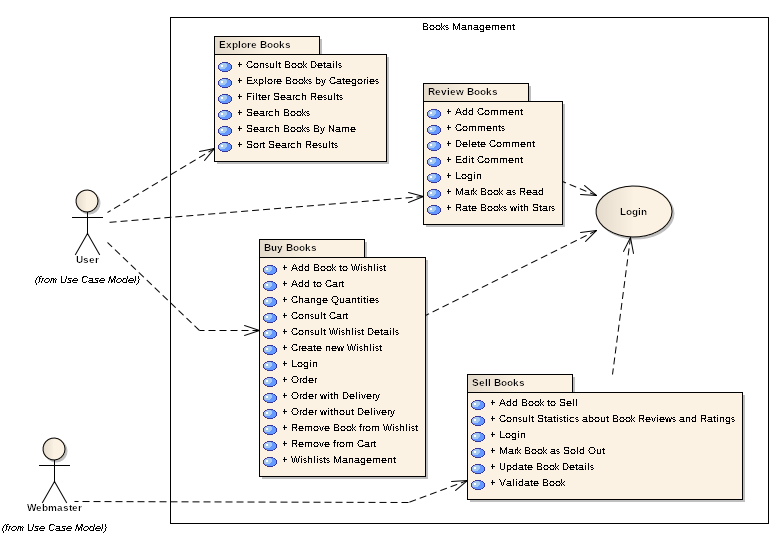 Books Management
Explore Books
+ Consult Book Details
+ Explore Books by Categories
+ Filter Search Results
+ Search Books
+ Search Books By Name
+ Sort Search Results
Review Books
+ Add Comment
+ Comments
+ Delete Comment
+ Edit Comment
+ Login
+ Mark Book as Read
+ Rate Books with Stars
Login
User
(from Use Case Model)
Buy Books
+ Add Book to Wishlist
+ Add to Cart
+ Change Quantities
+ Consult Cart
+ Consult Wishlist Details
+ Create new Wishlist
+ Login
+ Order
+ Order with Delivery
+ Order without Delivery
+ Remove Book from Wishlist
+ Remove from Cart
+ Wishlists Management
Sell Books
+ Add Book to Sell
+ Consult Statistics about Book Reviews and Ratings
+ Login
+ Mark Book as Sold Out
+ Update Book Details
+ Validate Book
Webmaster
(from Use Case Model)